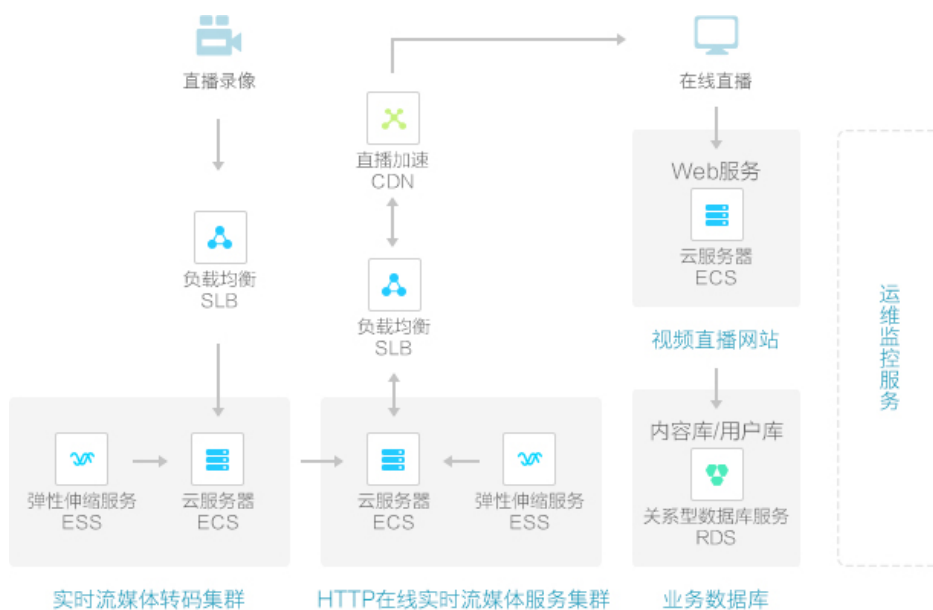 直播录像
在线直播
直播加速
CDN
Web服务
云服务器
ECS
负载均衡
SLB
负载均衡
SLB
视频直播网站
运维监控服务
弹性伸缩服务
ESS
云服务器
ECS
云服务器
ECS
弹性伸缩服务
ESS
内容库/用户库
关系型数据库服务
RDS
实时流媒体转码集群
HTTP在线实时流媒体服务集群
业务数据库